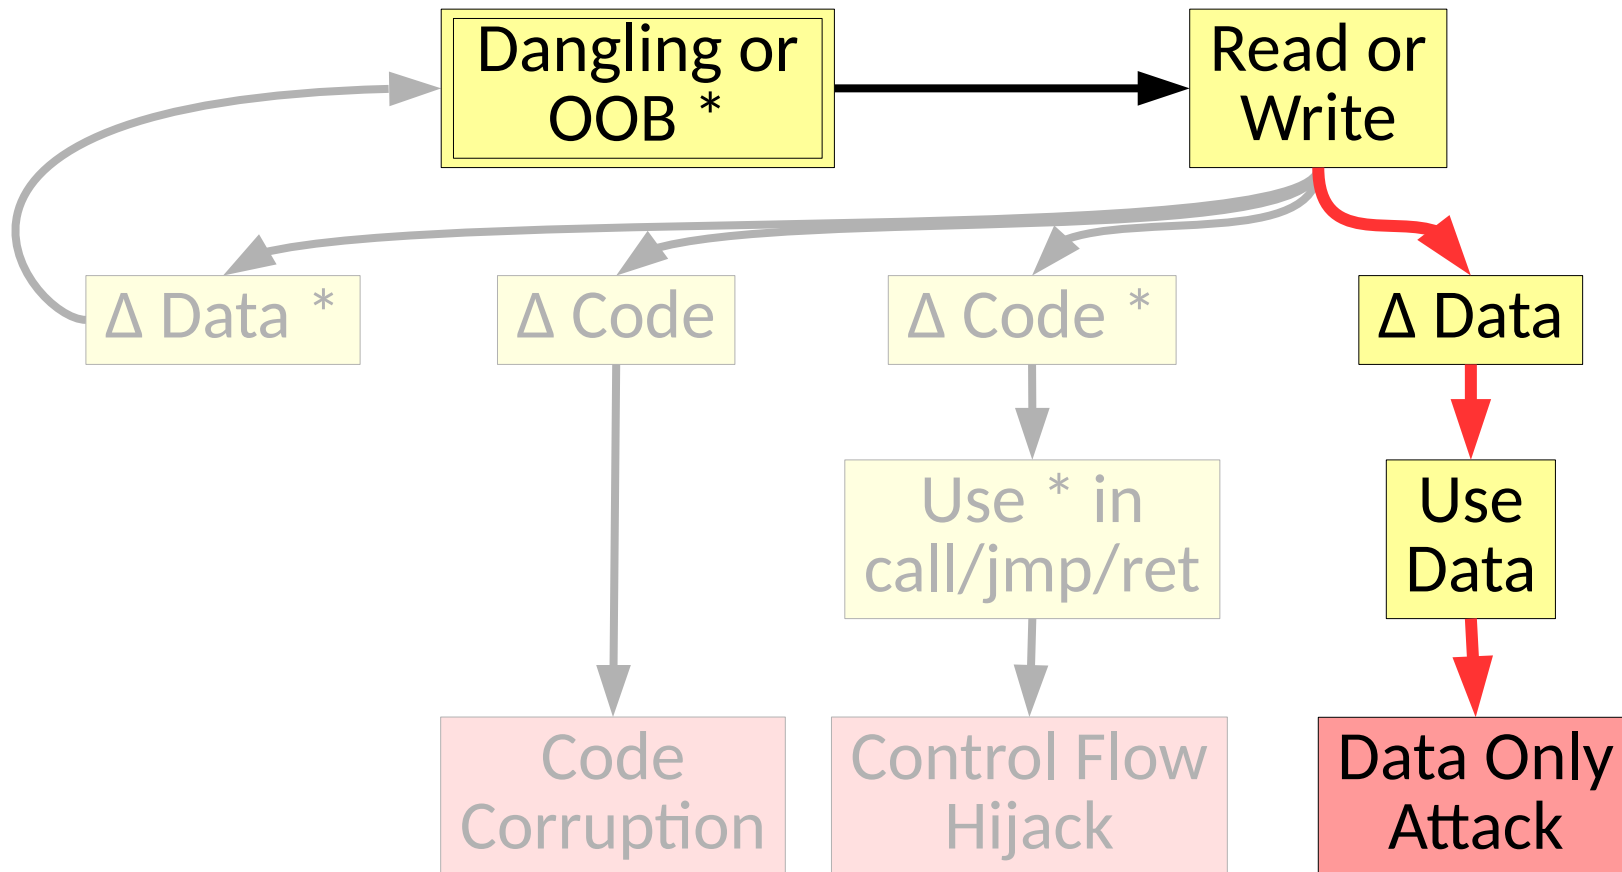 Dangling or
OOB *
Read or
Write
Δ Data *
Δ Code
Δ Code *
Δ Data
Use * in
call/jmp/ret
Use
Data
Code
Corruption
Control Flow
Hijack
Data Only
Attack